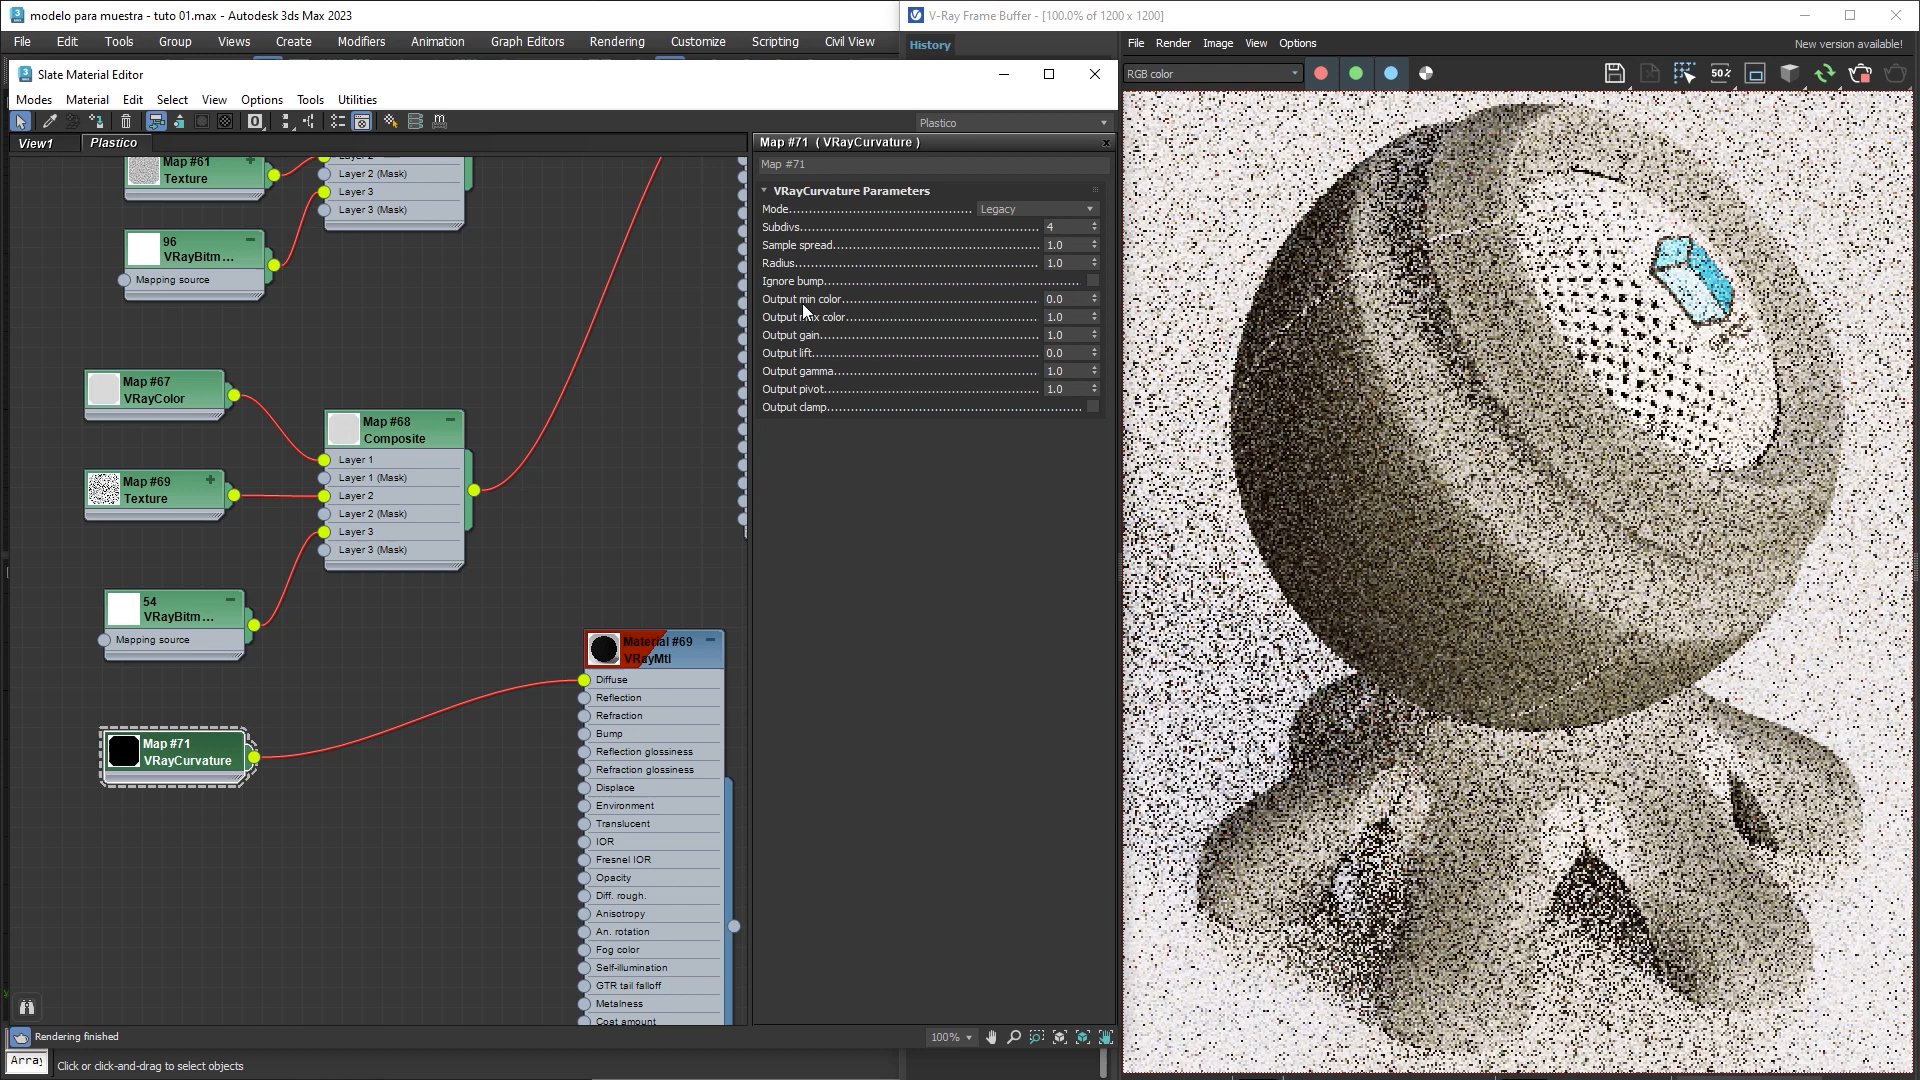 modelo para muestra - tuto 01.max - Autodesk 3ds Max 2023
V-Ray Frame Buffer - [100.0% of 1200 x 1200]
File Edit Tools Group Views Create Modifiers Animation Graph Editors Rendering Customize Scripting Civil View
History
File Render Image View Options
New version available!
Slate Material Editor
RGB color
50%
Modes Material Edit Select View Options Tools Utilities
Plastico
View1 Plastico
Map #71 ( VRayCurvature )
Map #71
Map #61
Texture
Layer 2 (Mask)
Layer 3
Layer 3 (Mask)
96
VRayBitm...
Mapping source
Map #67
VRayColor
Map #68
Composite
Layer 1
Layer 1 (Mask)
Layer 2
Layer 2 (Mask)
Layer 3
Layer 3 (Mask)
Map #69
Texture
54
VRayBitm...
Mapping source
Map #71
VRayCurvature
Material #69
VRayMtl
Diffuse
Reflection
Refraction
Bump
Reflection glossiness
Refraction glossiness
Displace
Environment
Translucent
IOR
Fresnel IOR
Opacity
Diff. rough.
Anisotropy
An. rotation
Fog color
Self-illumination
GTR tail falloff
Metalness
Coat amount
VRayCurvature Parameters
Mode Legacy
Subdivs 4
Sample spread 1.0
Radius 1.0
Ignore bump
Output min color 0.0
Output max color 1.0
Output gain 1.0
Output lift 0.0
Output gamma 1.0
Output pivot 1.0
Output clamp
Rendering finished
100%
Array
Click or click-and-drag to select objects